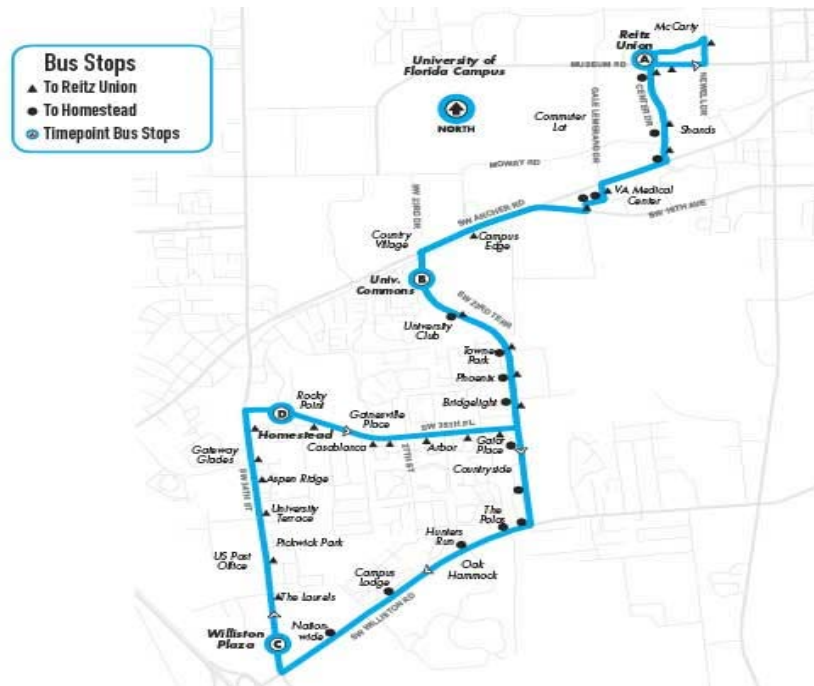 Bus Stops
To Reitz Union
To Homestead
Timepoint Bus Stops
University of
Florida Campus
NORTH
McCarty
Reitz
Union
A
MUSEUM RD
NEWELL DR
CENTER DR
GALE LEMERAND DR
Commuter
Lot
Shands
MOWRY RD
VA Medical
Center
SW 16TH AVE
SW ARCHER RD
SW 23RD DR
Country
Village
Campus
Edge
Univ.
Commons
B
SW 23RD TERR
University
Club
Towne
Park
Phoenix
Bridgelight
Rocky
Point
D
Homestead
Gainesville
Place
SW 35TH PL
Casablanca
27TH ST
Arbor
Gator
Place
Countryside
Gateway
Glades
SW 34TH ST
Aspen Ridge
University
Terrace
The
Polos
Hunters
Run
Pickwick Park
US Post
Office
Oak
Hammock
Campus
Lodge
The Laurels
SW WILLISTON RD
Williston
Plaza
C
Nation-
wide